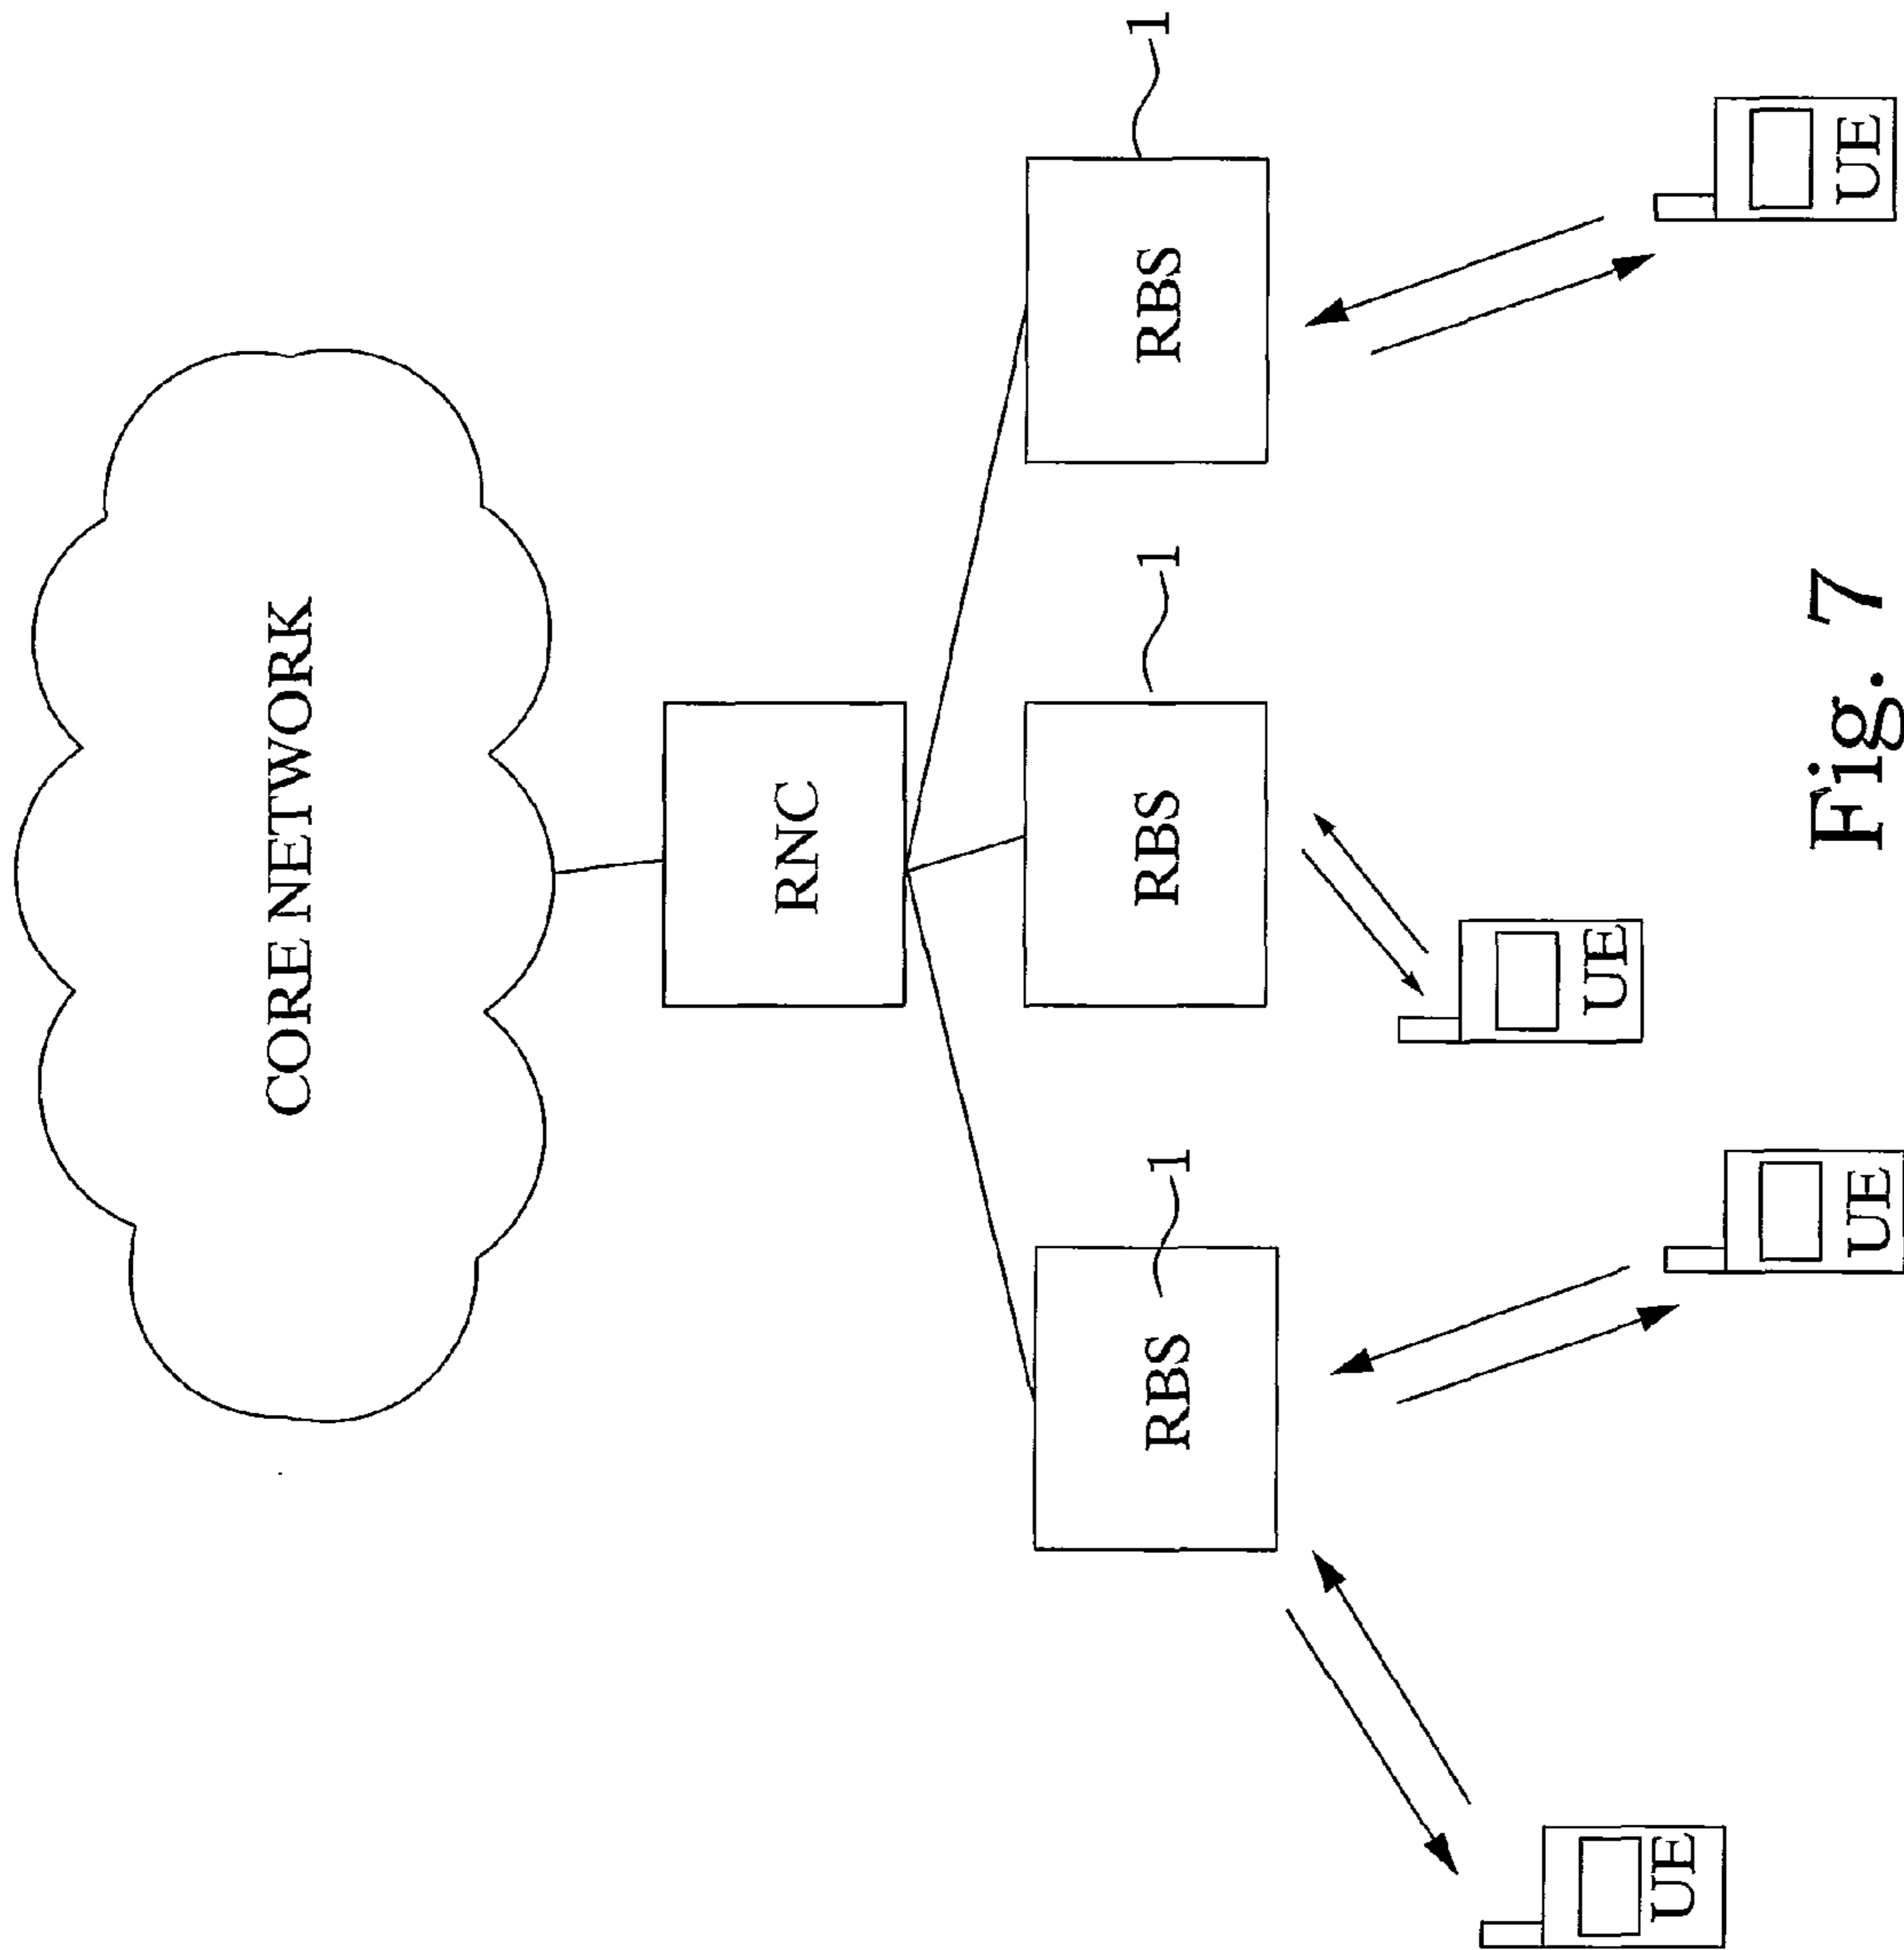 CORE NETWORK
RNC
RBS
1
RBS
1
RBS
1
UE
UE
UE
UE
Fig. 7